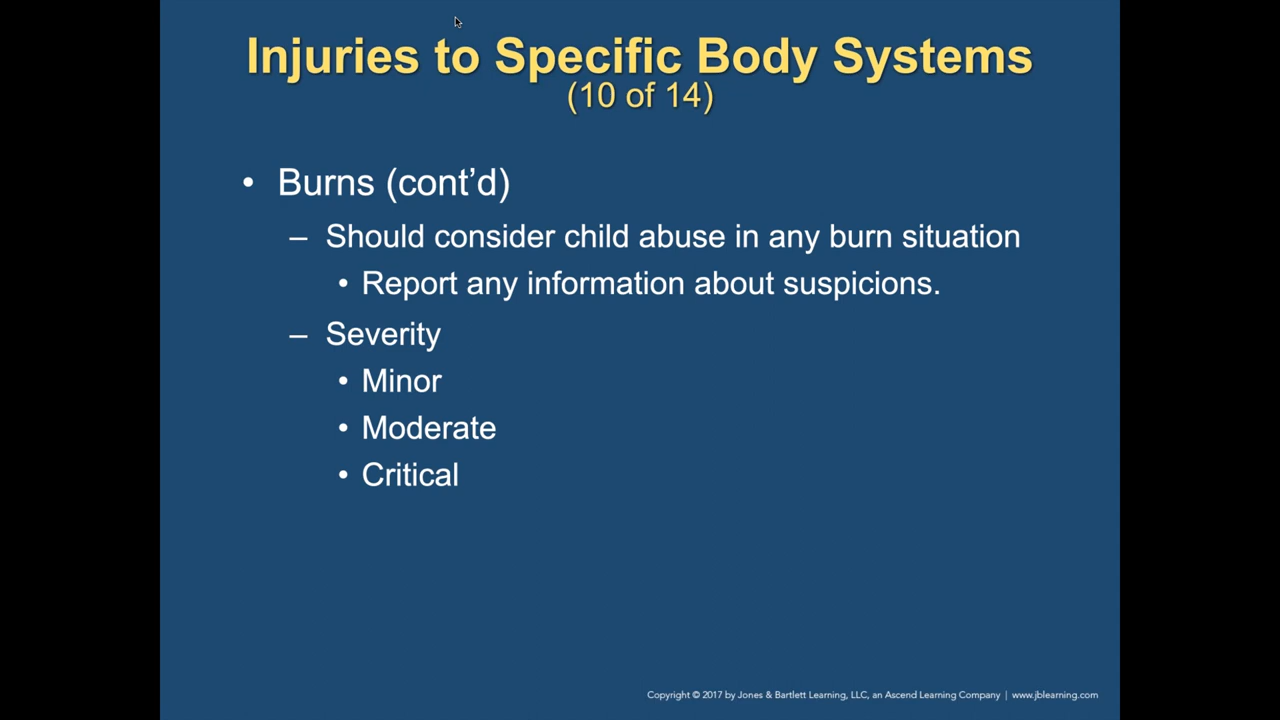 Injuries to Specific Body Systems
(10 of 14)
• Burns (cont’d)
– Should consider child abuse in any burn situation
• Report any information about suspicions.
– Severity
• Minor
• Moderate
• Critical
Copyright © 2017 by Jones & Bartlett Learning, LLC, an Ascend Learning Company | www.jblearning.com